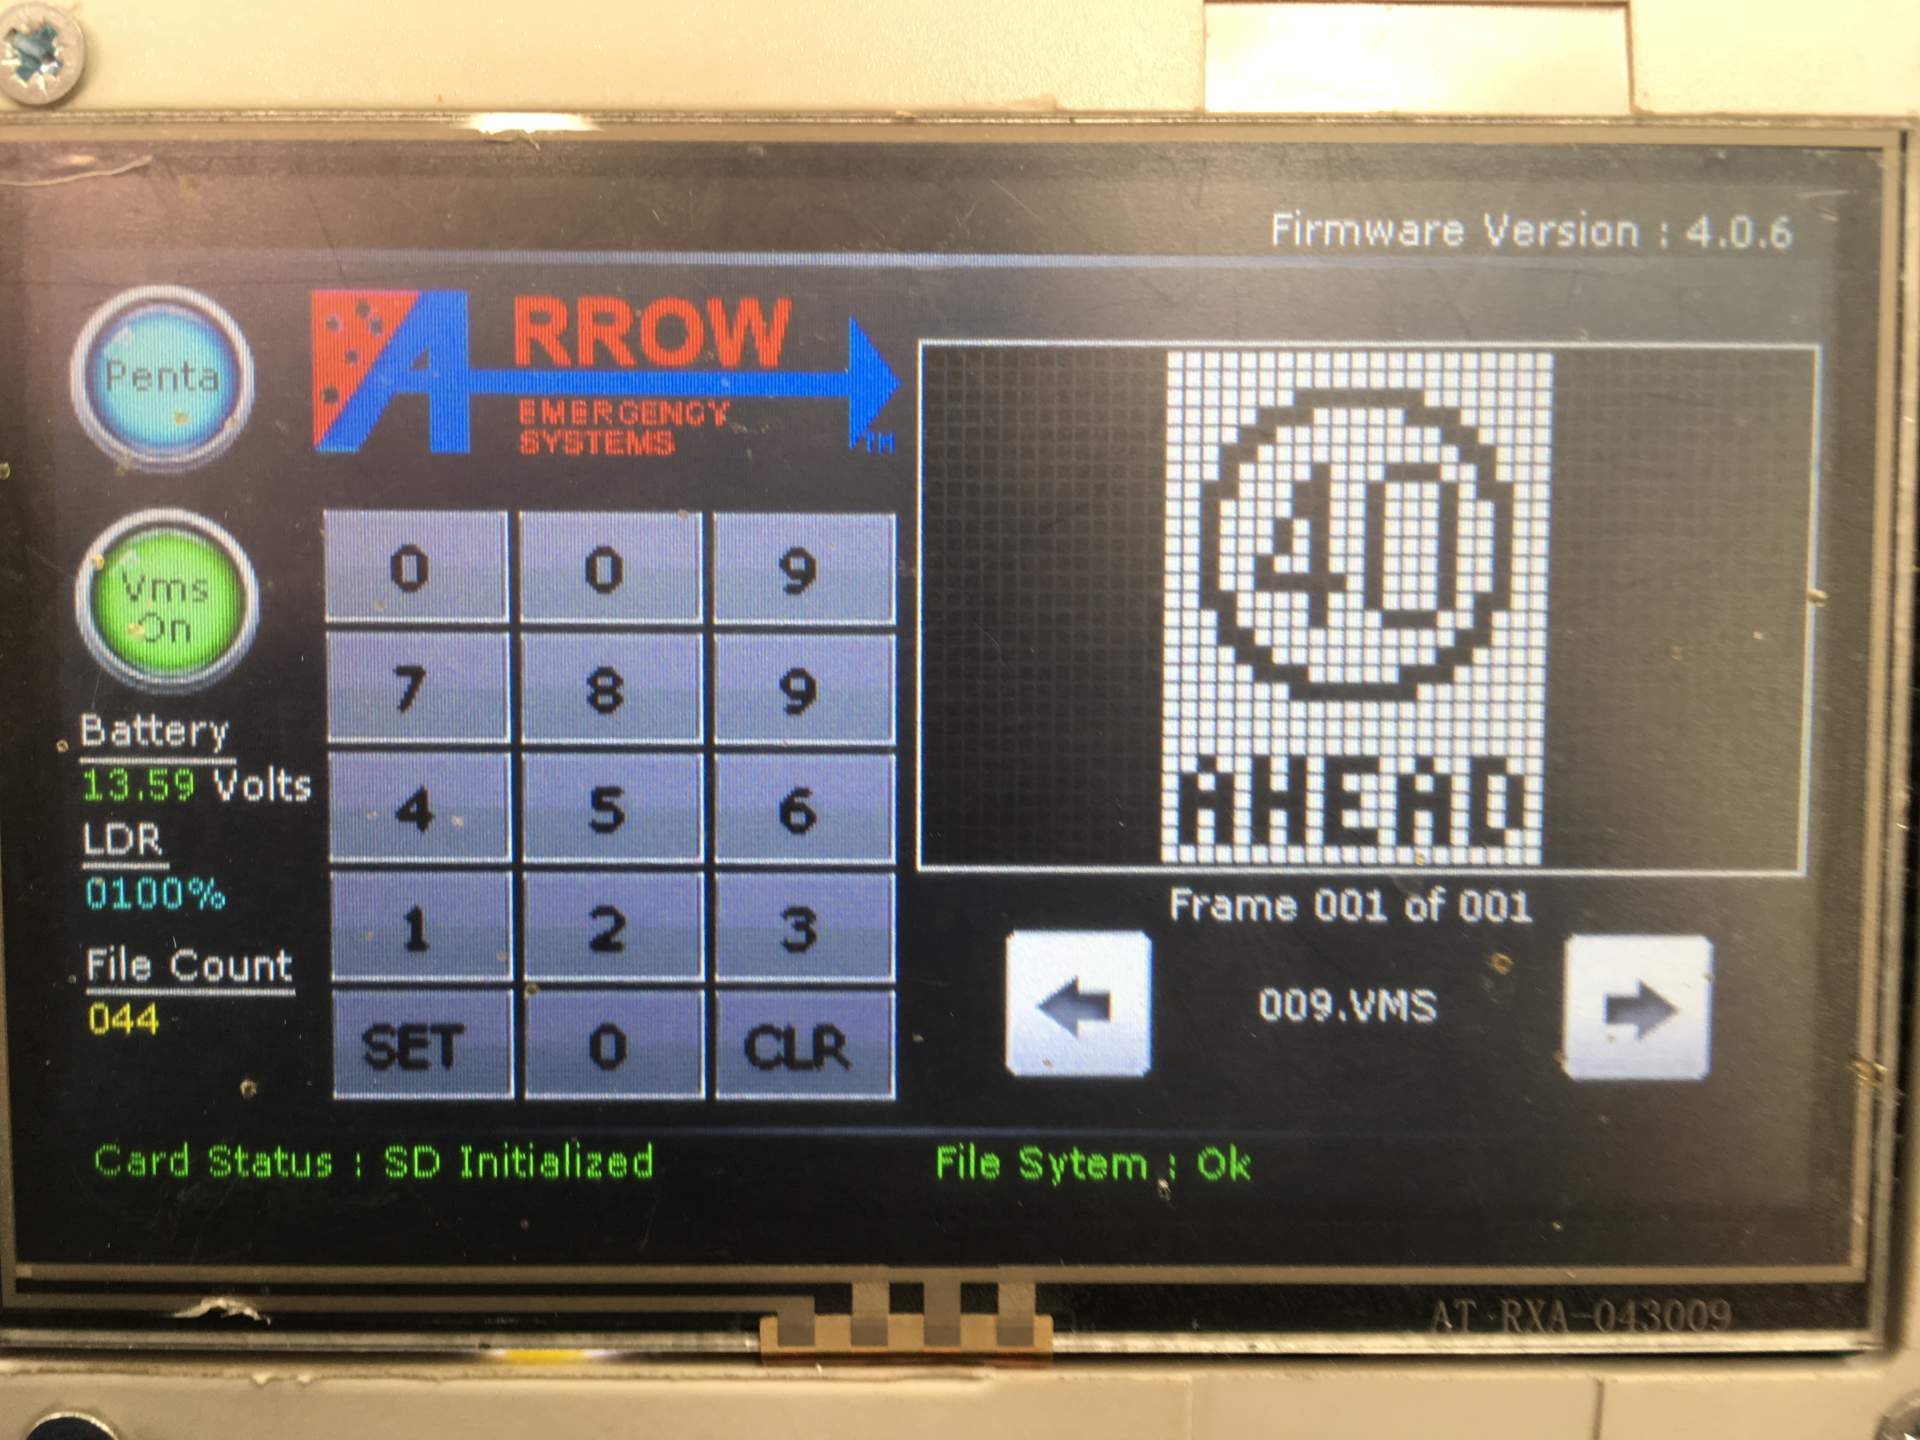 Firmware Version : 4.0.6
Penta
ARROW
EMERGENCY
SYSTEMS
TM
Vms
On
Battery
13.59 Volts
LDR
0100%
File Count
044
0 0 9
7 8 9
4 5 6
1 2 3
SET 0 CLR
40
AHEAD
Frame 001 of 001
009.VMS
Card Status : SD Initialized
File Sytem : Ok
AT·RXA-043009